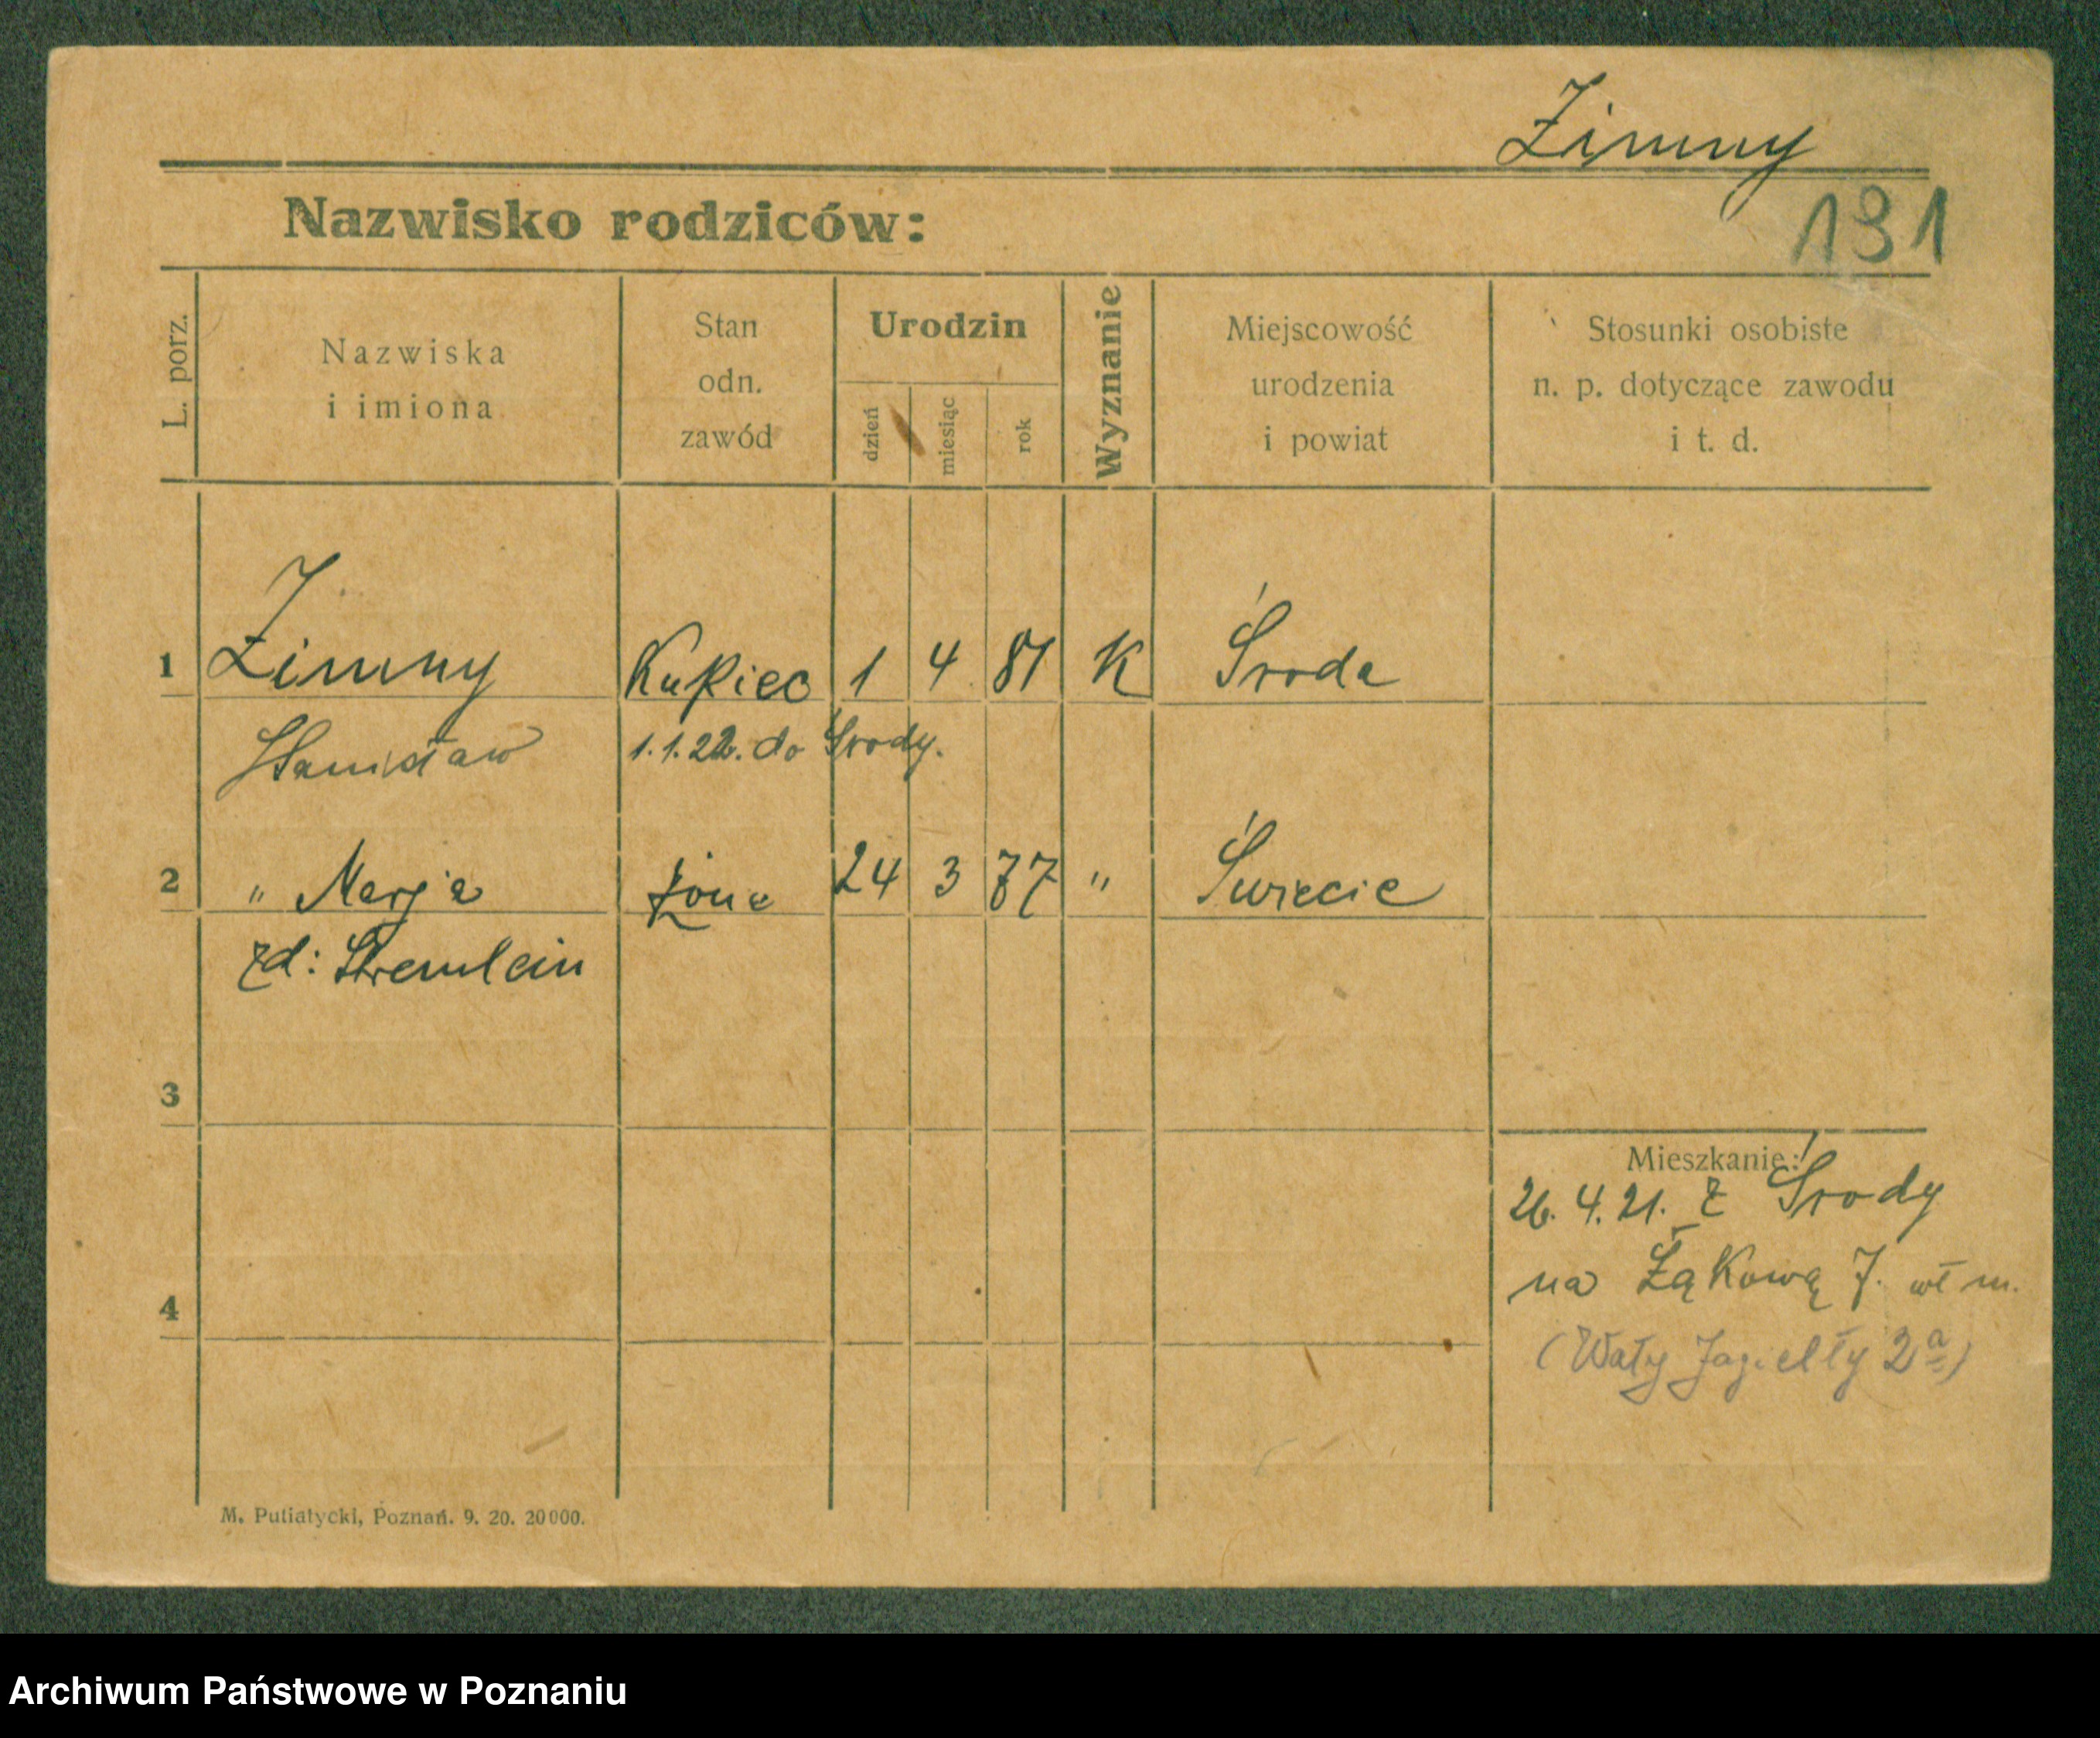 Zimny
Nazwisko rodziców:
131
L. porz.
Nazwiska
i imiona
Stan
odn.
zawód
Urodzin
dzień
miesiąc
rok
Wyznanie
Miejscowość
urodzenia
i powiat
Stosunki osobiste
n. p. dotyczące zawodu
i t. d.
1 Zimny Kupiec 1 4 81 K Środa
Stanisław 1.1.22. do Środy.
2 " Marja żona 24 3 77 " Świecie
zd:
3
Mieszkanie:
26.4.21. z Środy
na Łąkową 7. wł m.
4
(Wały Jagiełły 2a)
M. Putiatycki, Poznań. 9. 20. 20000.
Archiwum Państwowe w Poznaniu